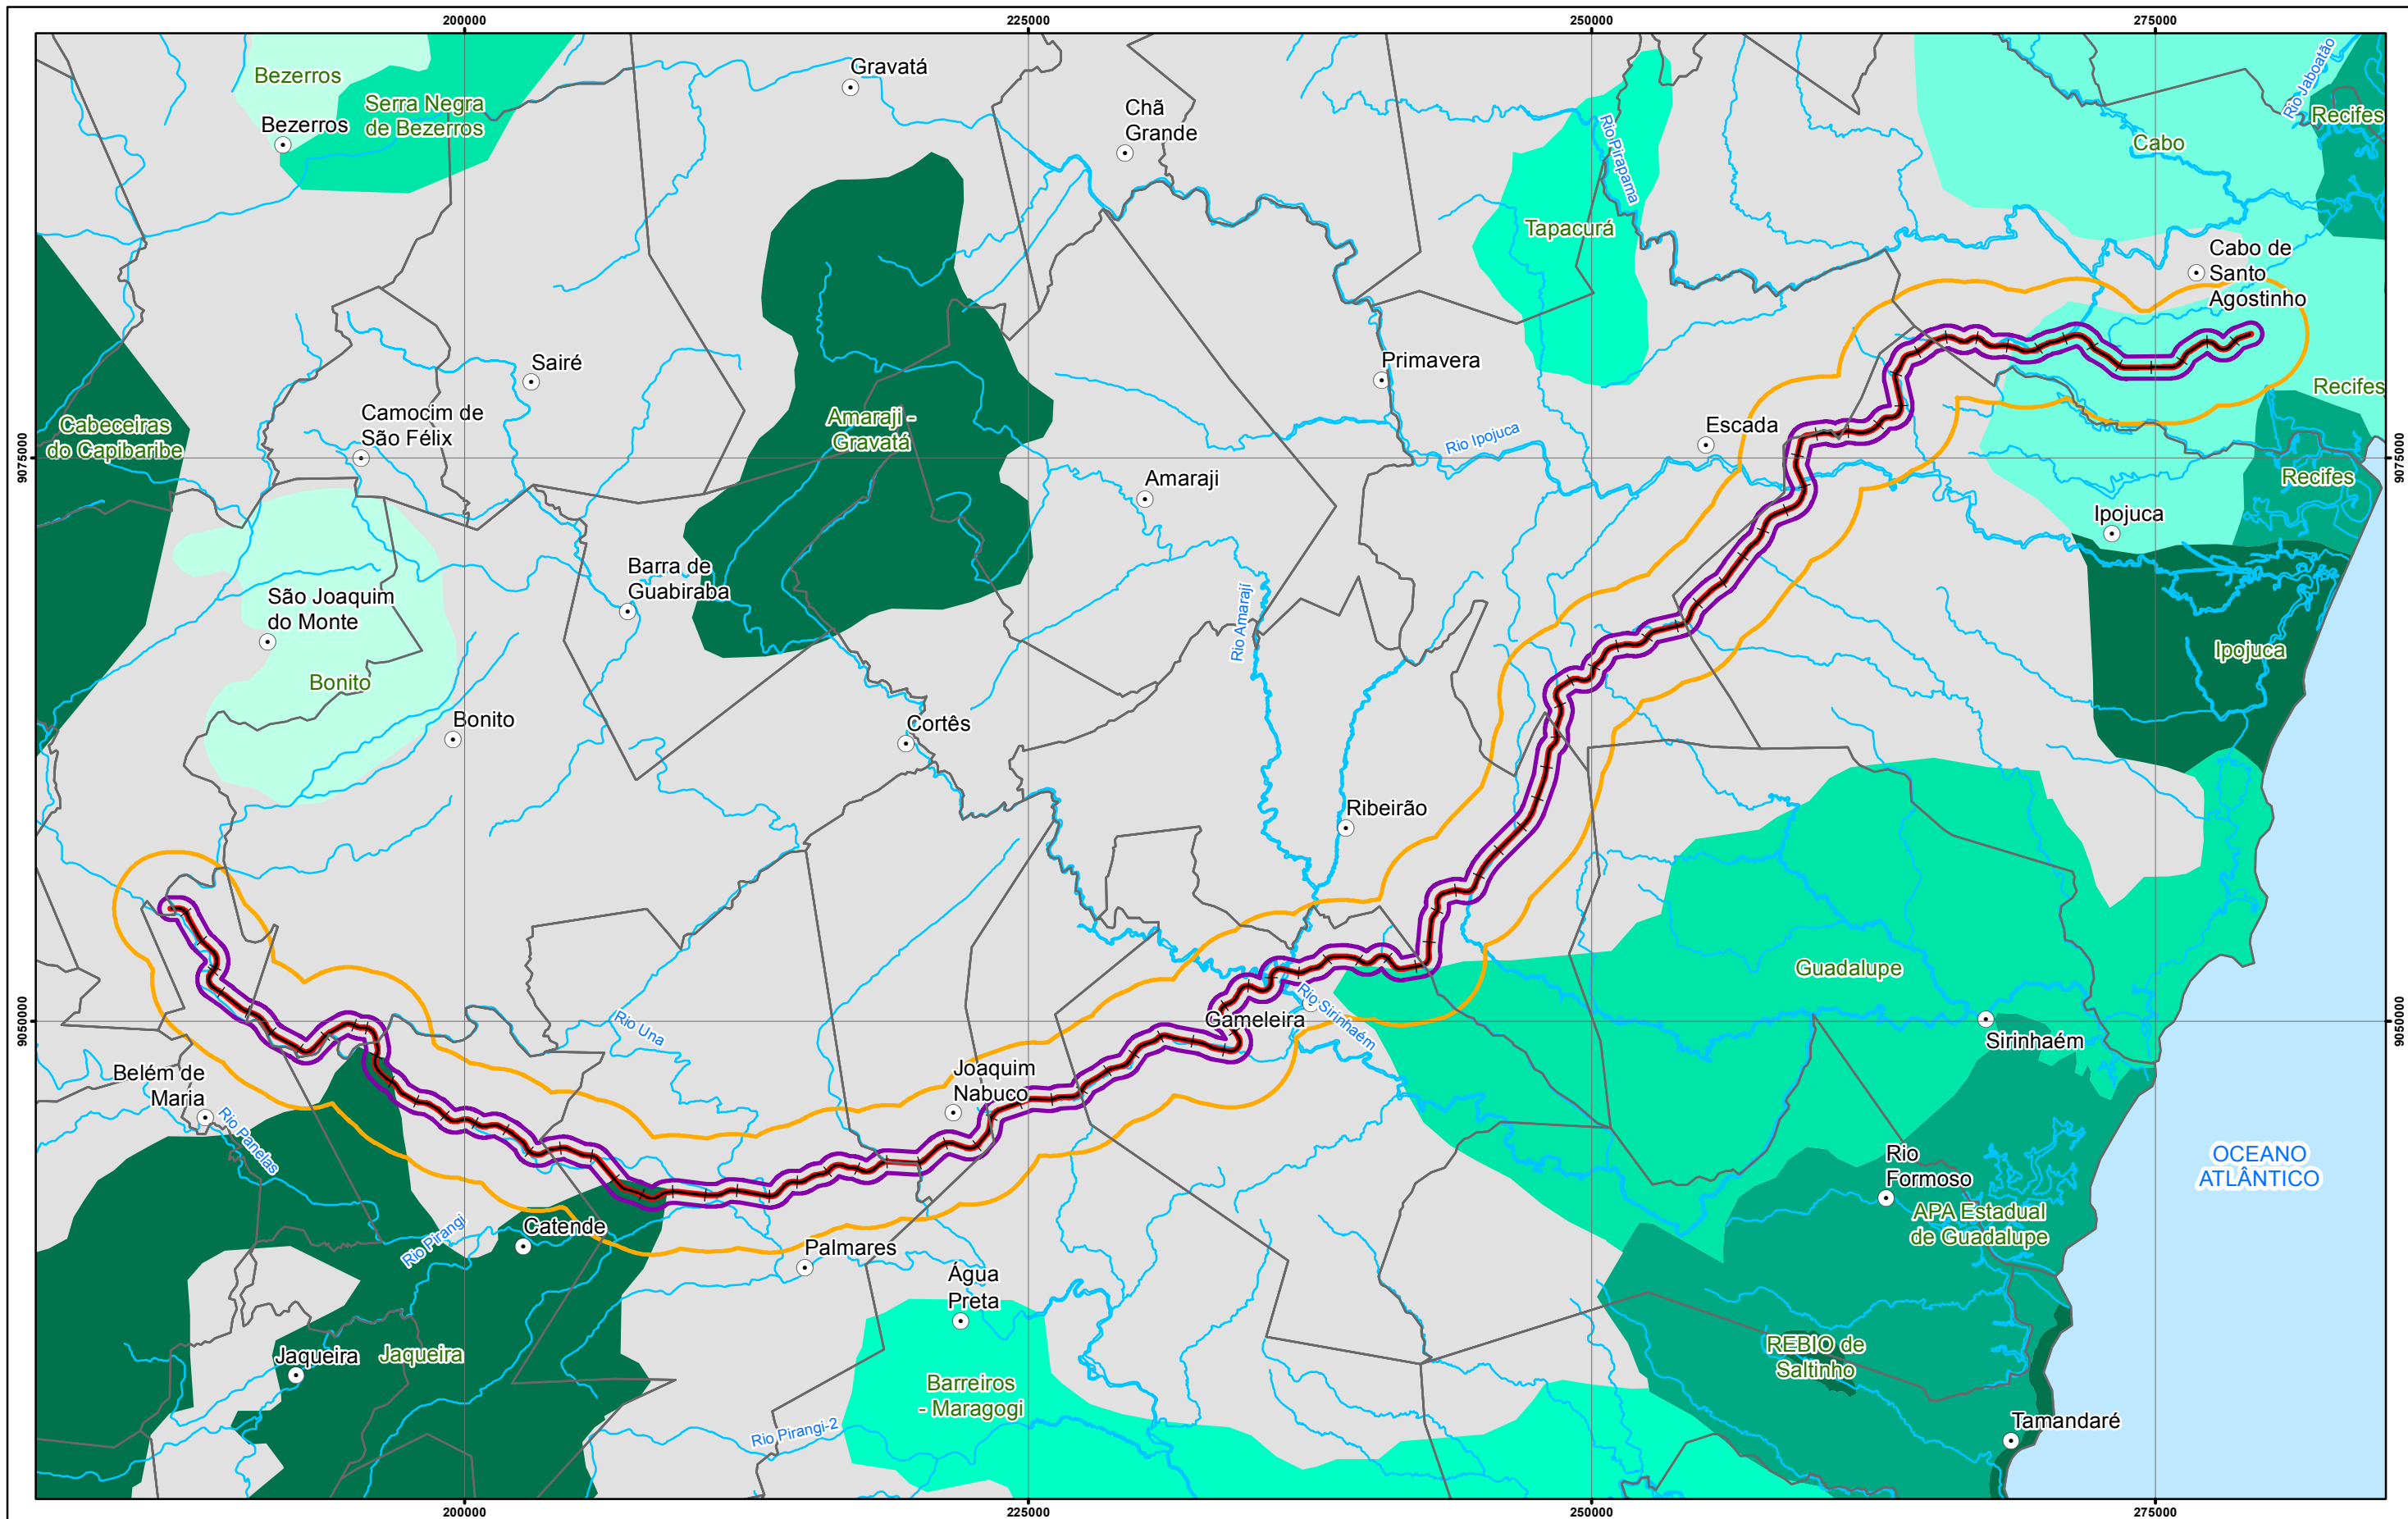 200000
225000
250000
275000
Bezerros
Serra Negra
de Bezerros
Bezerros
Gravatá
Chã
Grande
Rio Pirapama
Tapacurá
Cabo
Rio Jaboatão
Recifes
Cabo de
Santo
Agostinho
Sairé
Camocim de
São Félix
Cabeceiras
do Capibaribe
Amaraji -
Gravatá
Primavera
Rio Ipojuca
Escada
Recifes
Recifes
9075000
9075000
Amaraji
Ipojuca
Barra de
Guabiraba
São Joaquim
do Monte
Bonito
Rio Amarají
Ipojuca
Bonito
Cortês
Ribeirão
Guadalupe
9050000
9050000
Rio Una
Rio Sirinhaém
Gameleira
Sirinhaém
Belém de
Maria
Rio Panelas
Joaquim
Nabuco
OCEANO
ATLÂNTICO
Rio
Formoso
APA Estadual
de Guadalupe
Rio Pirangi
Catende
Palmares
Água
Preta
Jaqueira
Jaqueira
REBIO de
Saltinho
Barreiros
- Maragogi
Rio Pirangi-2
Tamandaré
200000
225000
250000
275000